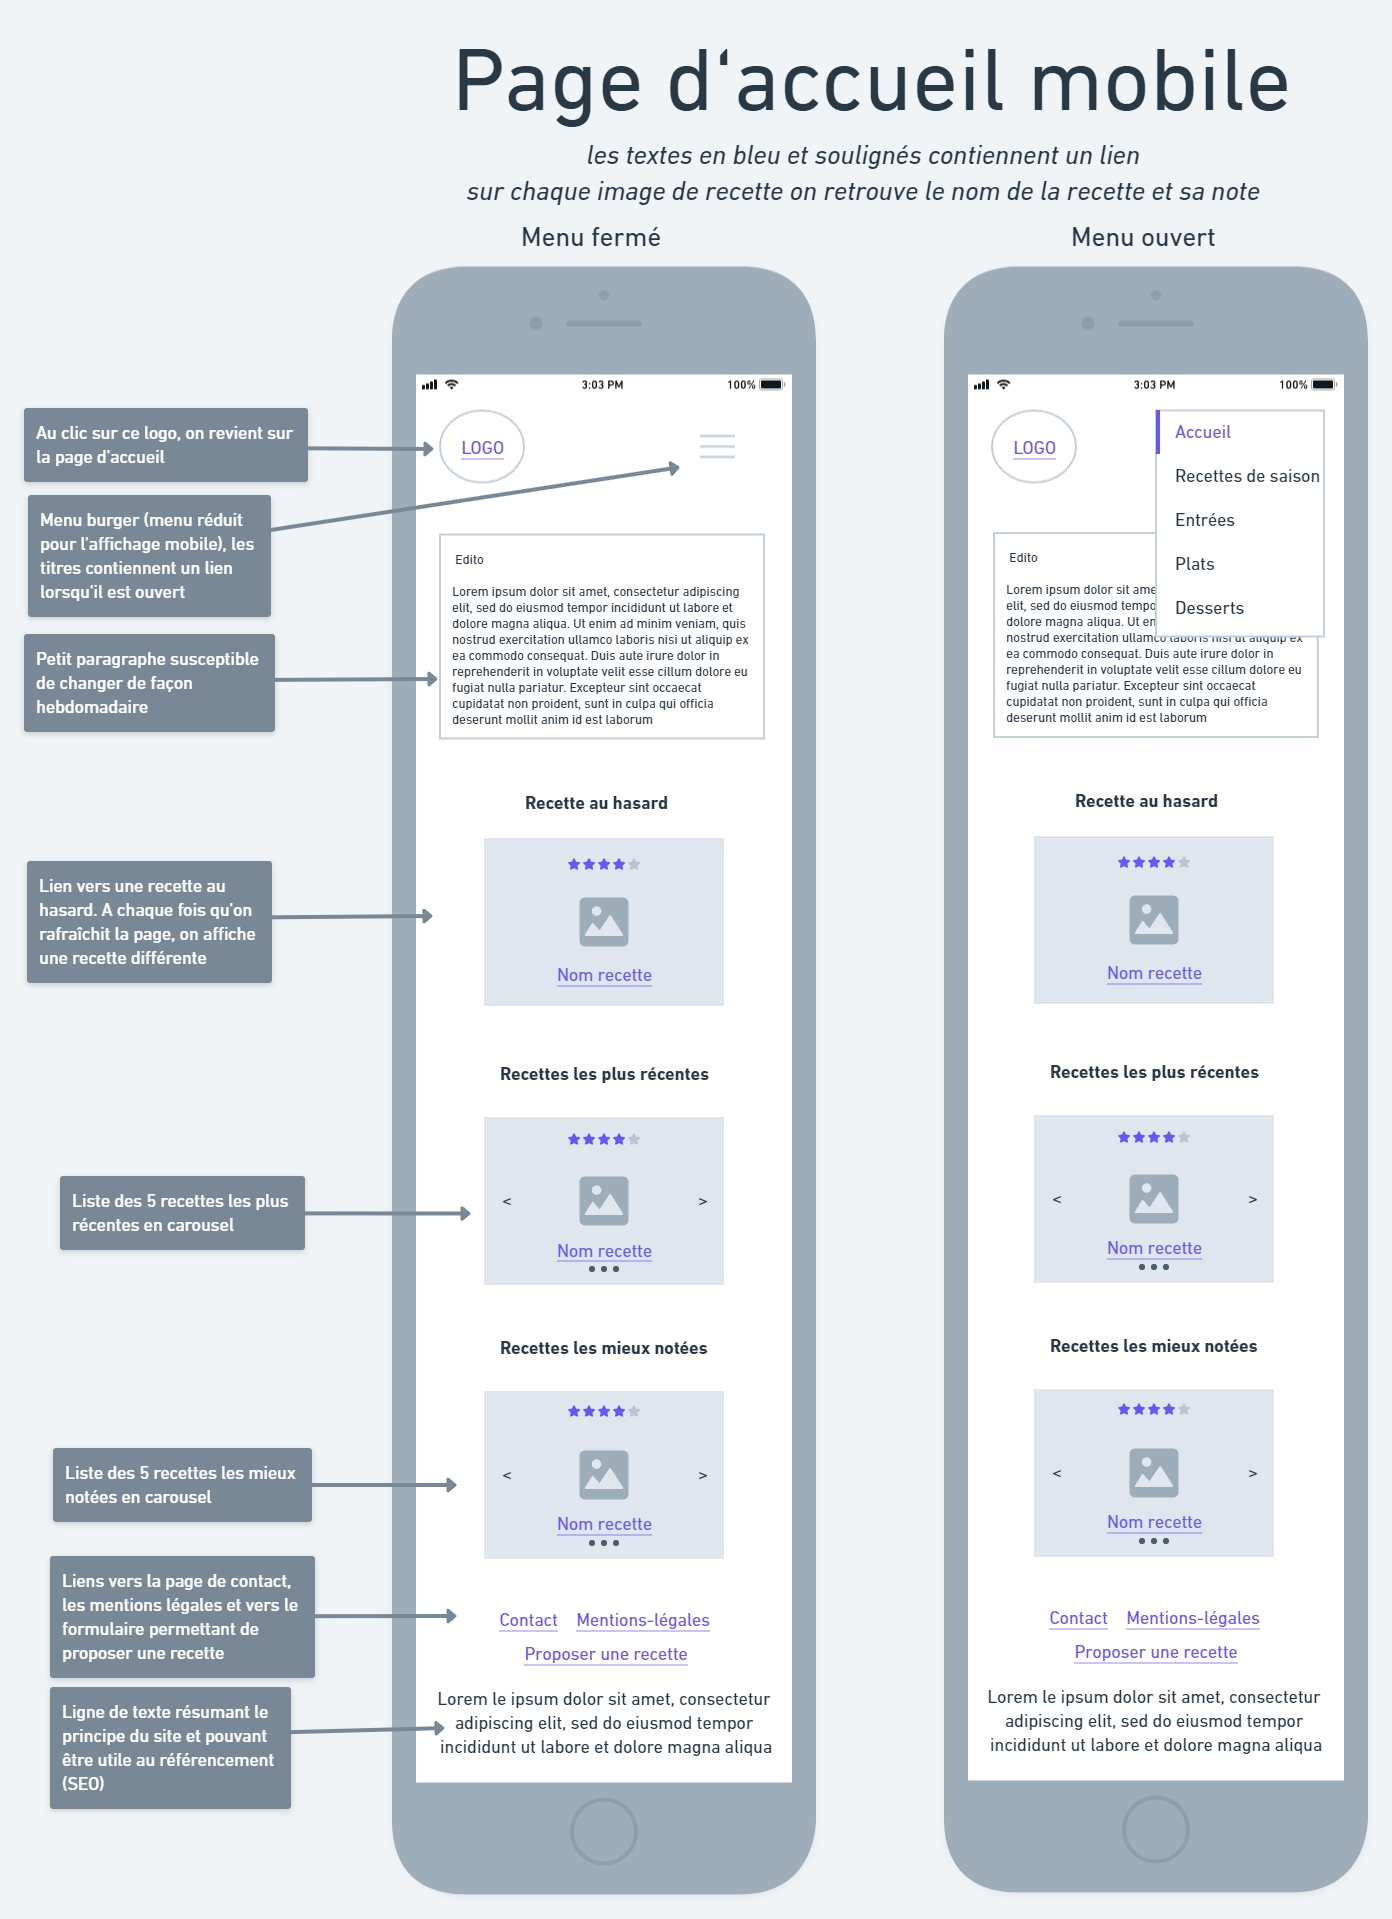 Page d‘accueil mobile
les textes en bleu et soulignés contiennent un lien
sur chaque image de recette on retrouve le nom de la recette et sa note
Menu fermé
Menu ouvert
Au clic sur ce logo, on revient sur
la page d'accueil
Menu burger (menu réduit
pour l'affichage mobile), les
titres contiennent un lien
lorsqu'il est ouvert
Petit paragraphe susceptible
de changer de façon
hebdomadaire
Lien vers une recette au
hasard. A chaque fois qu'on
rafraîchit la page, on affiche
une recette différente
Liste des 5 recettes les plus
récentes en carousel
Liste des 5 recettes les mieux
notées en carousel
Liens vers la page de contact,
les mentions légales et vers le
formulaire permettant de
proposer une recette
Ligne de texte résumant le
principe du site et pouvant
être utile au référencement
(SEO)
3:03 PM
100%
LOGO
Edito
Lorem ipsum dolor sit amet, consectetur adipiscing
elit, sed do eiusmod tempor incididunt ut labore et
dolore magna aliqua. Ut enim ad minim veniam, quis
nostrud exercitation ullamco laboris nisi ut aliquip ex
ea commodo consequat. Duis aute irure dolor in
reprehenderit in voluptate velit esse cillum dolore eu
fugiat nulla pariatur. Excepteur sint occaecat
cupidatat non proident, sunt in culpa qui officia
deserunt mollit anim id est laborum
Recette au hasard
Nom recette
Recettes les plus récentes
< >
Nom recette
Recettes les mieux notées
< >
Nom recette
Contact Mentions-légales
Proposer une recette
Lorem le ipsum dolor sit amet, consectetur
adipiscing elit, sed do eiusmod tempor
incididunt ut labore et dolore magna aliqua
3:03 PM
100%
LOGO
Accueil
Recettes de saison
Entrées
Plats
Desserts
Edito
Lorem ipsum dolor sit ame
elit, sed do eiusmod tempo
dolore magna aliqua. Ut en
nostrud exercitation ullamco laboris nisi ut aliquip ex
ea commodo consequat. Duis aute irure dolor in
reprehenderit in voluptate velit esse cillum dolore eu
fugiat nulla pariatur. Excepteur sint occaecat
cupidatat non proident, sunt in culpa qui officia
deserunt mollit anim id est laborum
Recette au hasard
Nom recette
Recettes les plus récentes
< >
Nom recette
Recettes les mieux notées
< >
Nom recette
Contact Mentions-légales
Proposer une recette
Lorem le ipsum dolor sit amet, consectetur
adipiscing elit, sed do eiusmod tempor
incididunt ut labore et dolore magna aliqua